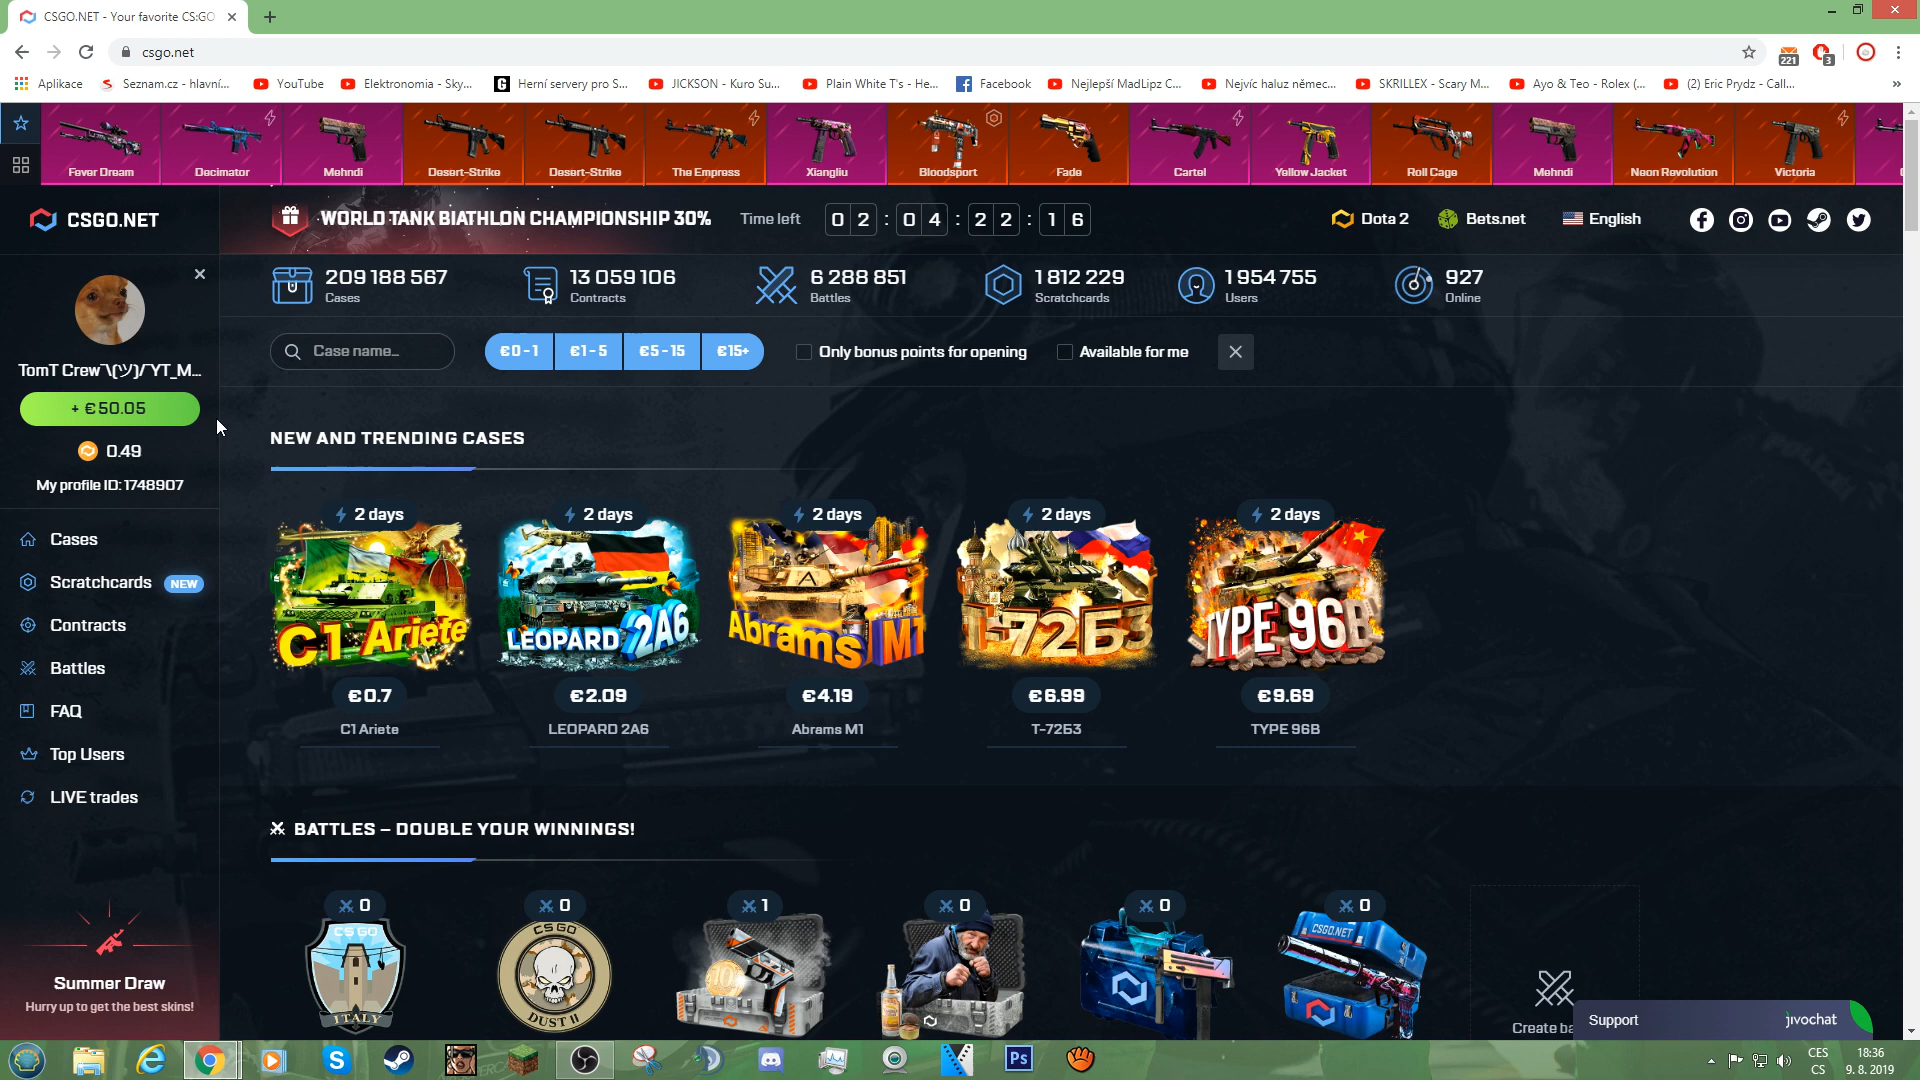 CSGO.NET - Your favorite CS:GO
csgo.net
221
3
Aplikace
Seznam.cz - hlavní...
YouTube
Elektronomia - Sky...
Herní servery pro S...
JICKSON - Kuro Su...
Plain White T's - He...
Facebook
Nejlepší MadLipz C...
Nejvíc haluz němec...
SKRILLEX - Scary M...
Ayo & Teo - Rolex (...
(2) Eric Prydz - Call...
Fever Dream
Decimator
Mehndi
Desert-Strike
Desert-Strike
The Empress
Xiangliu
Bloodsport
Fade
Cartel
Yellow Jacket
Roll Cage
Mehndi
Neon Revolution
Victoria
CSGO.NET
WORLD TANK BIATHLON CHAMPIONSHIP 30%
Time left
02:04:22:16
Dota 2
Bets.net
English
209 188 567
Cases
13 059 106
Contracts
6 288 851
Battles
1 812 229
Scratchcards
1 954 755
Users
927
Online
Case name...
€0 - 1
€1 - 5
€5 - 15
€15+
Only bonus points for opening
Available for me
TomT Crew¯\(ツ)/¯YT_M...
+ €50.05
0.49
My profile ID: 1748907
Cases
Scratchcards NEW
Contracts
Battles
FAQ
Top Users
LIVE trades
Summer Draw
Hurry up to get the best skins!
NEW AND TRENDING CASES
2 days
2 days
2 days
2 days
2 days
C1 Ariete
LEOPARD 2A6
Abrams M1
T-72Б3
TYPE 96B
€0.7
€2.09
€4.19
€6.99
€9.69
C1 Ariete
LEOPARD 2A6
Abrams M1
T-72Б3
TYPE 96B
BATTLES – DOUBLE YOUR WINNINGS!
0
0
1
0
0
0
CS GO
ITALY
CS GO
DUST II
CSGO.NET
Create ba
Support
jivochat
Ps
CES
CS
18:36
9. 8. 2019